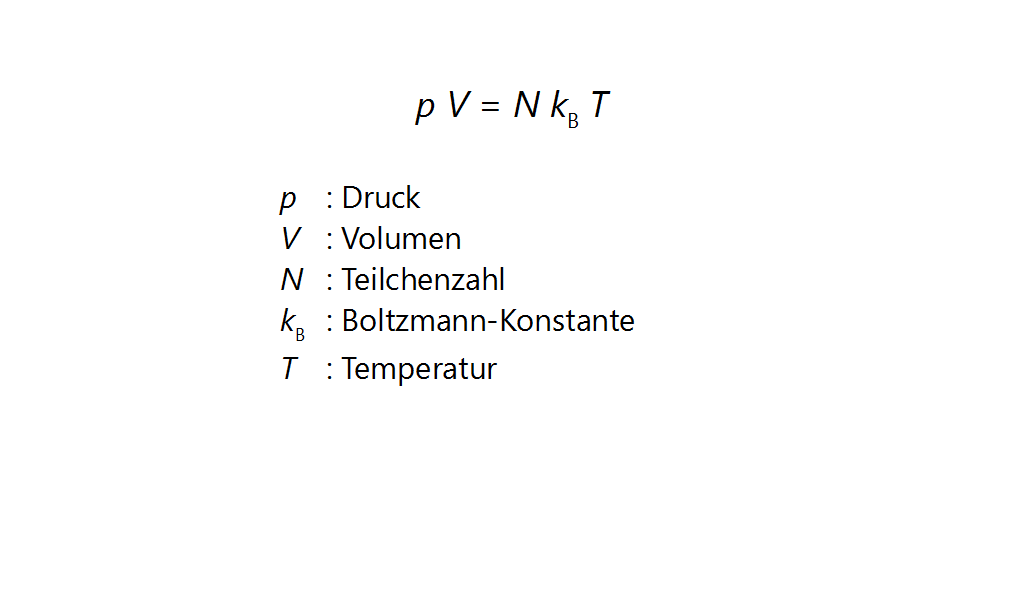 p V = N k_B T
p : Druck
V : Volumen
N : Teilchenzahl
k_B : Boltzmann-Konstante
T : Temperatur